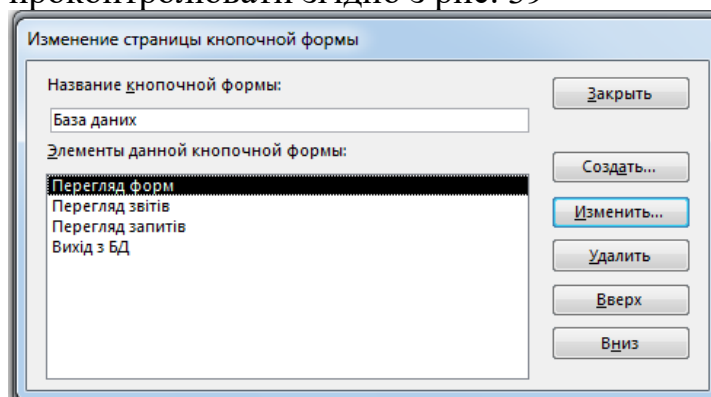 проконтролювати згідно з рис. 39
Изменение страницы кнопочной формы
Название кнопочной формы:
База даних
Элементы данной кнопочной формы:
Перегляд форм
Перегляд звітів
Перегляд запитів
Вихід з БД
Закрыть
Создать...
Изменить...
Удалить
Вверх
Вниз